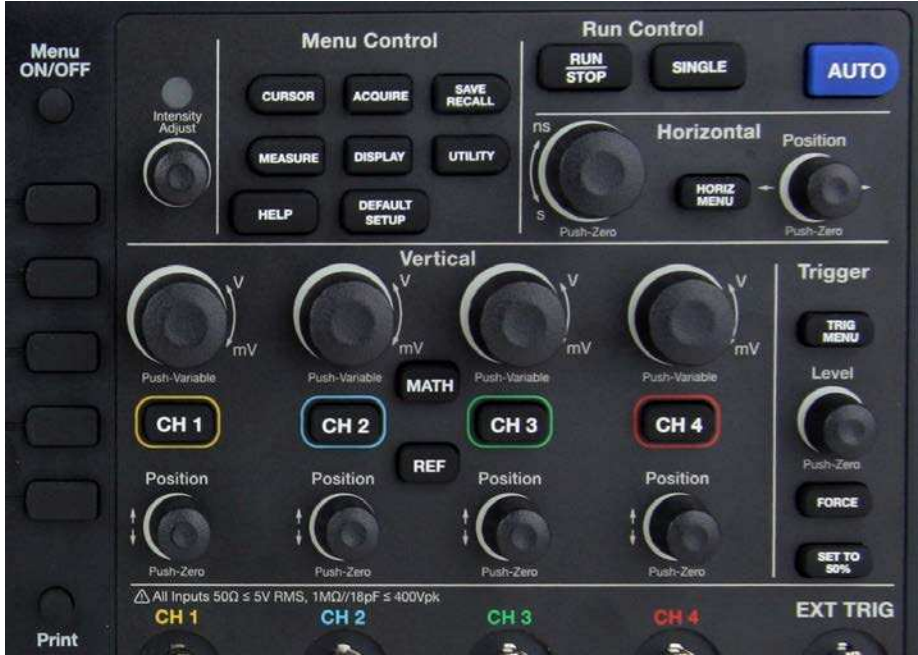 Menu
ON/OFF
Menu Control
Run Control
RUN
STOP
SINGLE
AUTO
Intensity
Adjust
CURSOR
ACQUIRE
SAVE
RECALL
MEASURE
DISPLAY
UTILITY
HELP
DEFAULT
SETUP
Horizontal
ns
s
Push-Zero
HORIZ
MENU
Position
Push-Zero
Vertical
V
mV
Push-Variable
V
mV
Push-Variable
V
mV
Push-Variable
V
mV
Push-Variable
MATH
CH 1
CH 2
CH 3
CH 4
REF
Position
Push-Zero
Position
Push-Zero
Position
Push-Zero
Position
Push-Zero
Trigger
TRIG
MENU
Level
Push-Zero
FORCE
SET TO
50%
All Inputs 50Ω ≤ 5V RMS, 1MΩ//18pF ≤ 400Vpk
CH 1
CH 2
CH 3
CH 4
EXT TRIG
Print